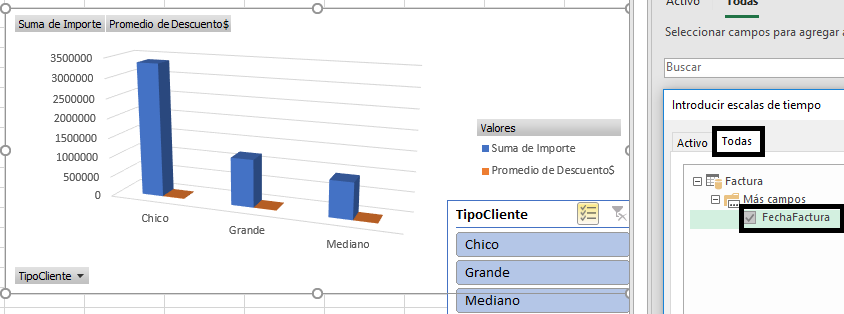 Suma de Importe Promedio de Descuento$
3500000
3000000
2500000
2000000
1500000
1000000
500000
0
Chico
Grande
Mediano
Valores
Suma de Importe
Promedio de Descuento$
TipoCliente
TipoCliente
Chico
Grande
Mediano
Activo Todas
Seleccionar campos para agregar
Buscar
Introducir escalas de tiempo
Activo Todas
Factura
Más campos
FechaFactura